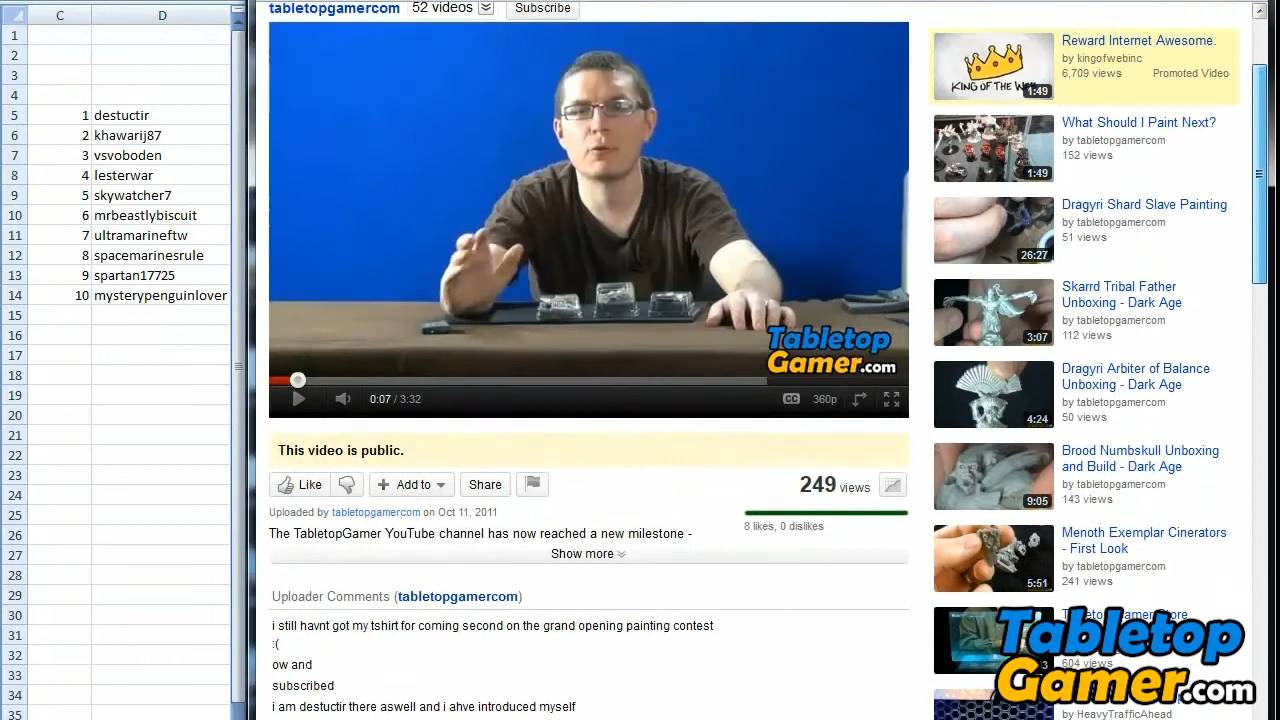 C D
1
2
3
4
5 1 destructir
6 2 khawarij87
7 3 vsvoboden
8 4 lesterwar
9 5 skywatcher7
10 6 mrbeastlybiscuit
11 7 ultramarineftw
12 8 spacemarinesrule
13 9 spartan17725
14 10 mysterypenguinlover
15
16
17
18
19
20
21
22
23
24
25
26
27
28
29
30
31
32
33
34
35
tabletopgamercom 52 videos Subscribe
Tabletop
Gamer.com
0:07 / 3:32 CC 360p
This video is public.
Like Add to Share 249 views
Uploaded by tabletopgamercom on Oct 11, 2011
8 likes, 0 dislikes
The TabletopGamer YouTube channel has now reached a new milestone -
Show more
Uploader Comments (tabletopgamercom)
i still havnt got my tshirt for coming second on the grand opening painting contest
:(
ow and
subscribed
i am destuctir there aswell and i ahve introduced myself
KING OF THE WEB
1:49
Reward Internet Awesome.
by kingofwebinc
6,709 views Promoted Video
1:49
What Should I Paint Next?
by tabletopgamercom
152 views
26:27
Dragyri Shard Slave Painting
by tabletopgamercom
51 views
3:07
Skarrd Tribal Father
Unboxing - Dark Age
by tabletopgamercom
112 views
4:24
Dragyri Arbiter of Balance
Unboxing - Dark Age
by tabletopgamercom
50 views
9:05
Brood Numbskull Unboxing
and Build - Dark Age
by tabletopgamercom
143 views
5:51
Menoth Exemplar Cinerators
- First Look
by tabletopgamercom
241 views
604 views
by HeavyTrafficAhead
Tabletop
Gamer.com